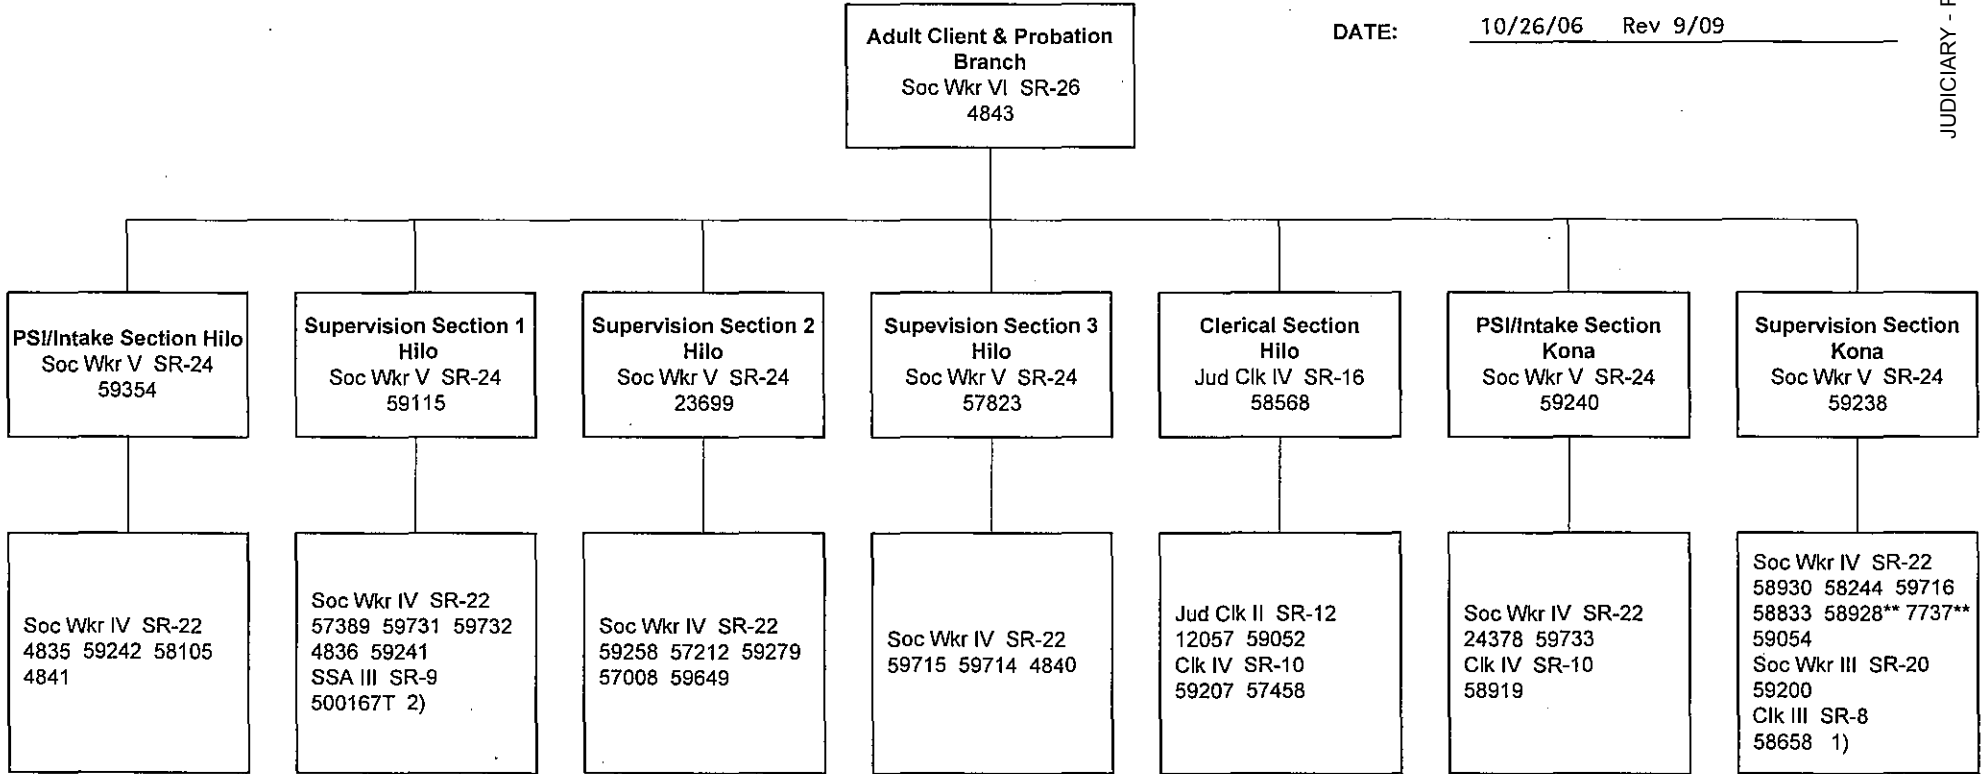 Adult Client & Probation
Branch
Soc Wkr VI SR-26
4843
DATE: 10/26/06 Rev 9/09
JUDICIARY -
PSI/Intake Section Hilo
Soc Wkr V SR-24
59354
Supervision Section 1
Hilo
Soc Wkr V SR-24
59115
Supervision Section 2
Hilo
Soc Wkr V SR-24
23699
Supevision Section 3
Hilo
Soc Wkr V SR-24
57823
Clerical Section
Hilo
Jud Clk IV SR-16
58568
PSI/Intake Section
Kona
Soc Wkr V SR-24
59240
Supervision Section
Kona
Soc Wkr V SR-24
59238
Soc Wkr IV SR-22
4835 59242 58105
4841
Soc Wkr IV SR-22
57389 59731 59732
4836 59241
SSA III SR-9
500167T 2)
Soc Wkr IV SR-22
59258 57212 59279
57008 59649
Soc Wkr IV SR-22
59715 59714 4840
Jud Clk II SR-12
12057 59052
Clk IV SR-10
59207 57458
Soc Wkr IV SR-22
24378 59733
Clk IV SR-10
58919
Soc Wkr IV SR-22
58930 58244 59716
58833 58928** 7737**
59054
Soc Wkr III SR-20
59200
Clk III SR-8
58658 1)